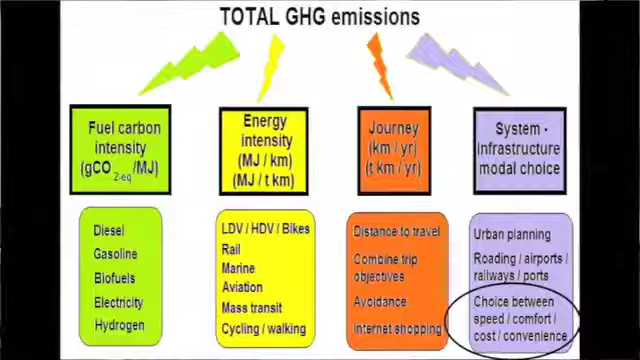 TOTAL GHG emissions
Fuel carbon
intensity
(gCO2-eq/MJ)
Energy
intensity
(MJ / km)
(MJ / t km)
Journey
(km / yr)
(t km / yr)
System -
infrastructure
modal choice
Diesel
Gasoline
Biofuels
Electricity
Hydrogen
LDV / HDV / Bikes
Rail
Marine
Aviation
Mass transit
Cycling / walking
Distance to travel
Combine trip
objectives
Avoidance
Internet shopping
Urban planning
Roading / airports /
railways / ports
Choice between
speed / comfort /
cost / convenience